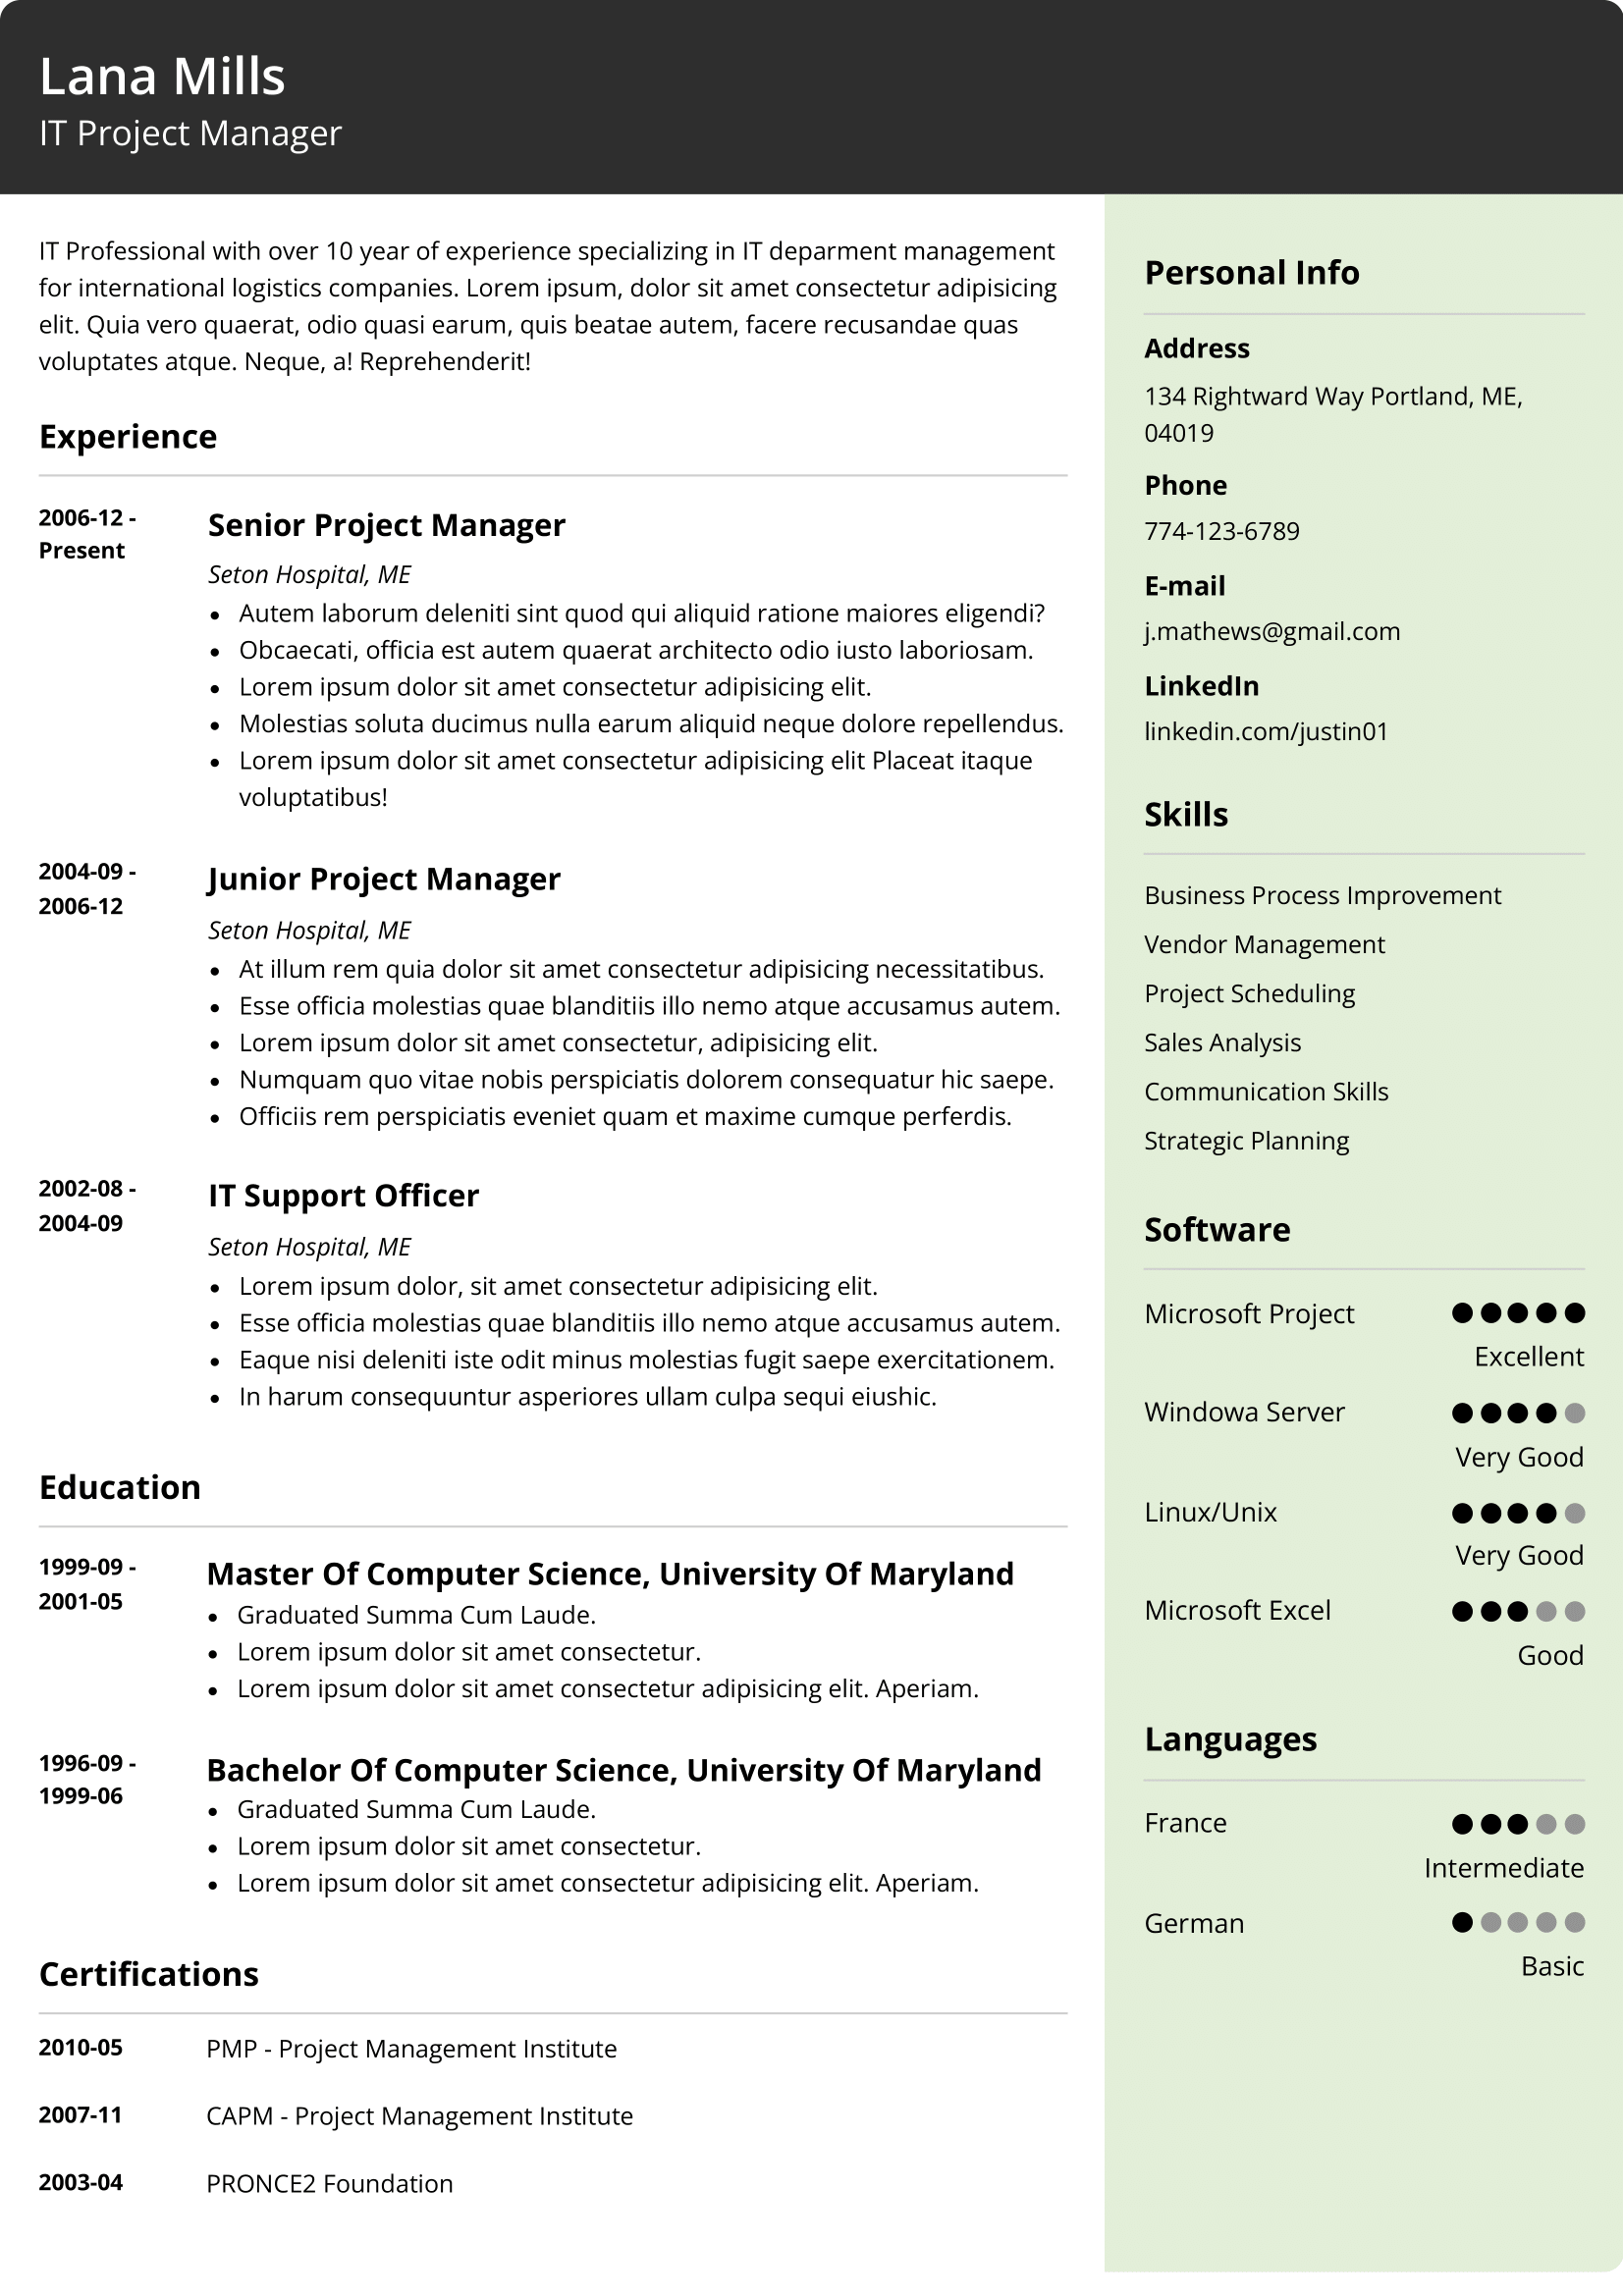 Lana Mills
IT Project Manager
IT Professional with over 10 year of experience specializing in IT deparment management
for international logistics companies. Lorem ipsum, dolor sit amet consectetur adipisicing
elit. Quia vero quaerat, odio quasi earum, quis beatae autem, facere recusandae quas
voluptates atque. Neque, a! Reprehenderit!
Experience
2006-12 -
Present
Senior Project Manager
Seton Hospital, ME
• Autem laborum deleniti sint quod qui aliquid ratione maiores eligendi?
• Obcaecati, officia est autem quaerat architecto odio iusto laboriosam.
• Lorem ipsum dolor sit amet consectetur adipisicing elit.
• Molestias soluta ducimus nulla earum aliquid neque dolore repellendus.
• Lorem ipsum dolor sit amet consectetur adipisicing elit Placeat itaque
voluptatibus!
2004-09 -
2006-12
Junior Project Manager
Seton Hospital, ME
• At illum rem quia dolor sit amet consectetur adipisicing necessitatibus.
• Esse officia molestias quae blanditiis illo nemo atque accusamus autem.
• Lorem ipsum dolor sit amet consectetur, adipisicing elit.
• Numquam quo vitae nobis perspiciatis dolorem consequatur hic saepe.
• Officiis rem perspiciatis eveniet quam et maxime cumque perferdis.
2002-08 -
2004-09
IT Support Officer
Seton Hospital, ME
• Lorem ipsum dolor, sit amet consectetur adipisicing elit.
• Esse officia molestias quae blanditiis illo nemo atque accusamus autem.
• Eaque nisi deleniti iste odit minus molestias fugit saepe exercitationem.
• In harum consequuntur asperiores ullam culpa sequi eiushic.
Education
1999-09 -
2001-05
Master Of Computer Science, University Of Maryland
• Graduated Summa Cum Laude.
• Lorem ipsum dolor sit amet consectetur.
• Lorem ipsum dolor sit amet consectetur adipisicing elit. Aperiam.
1996-09 -
1999-06
Bachelor Of Computer Science, University Of Maryland
• Graduated Summa Cum Laude.
• Lorem ipsum dolor sit amet consectetur.
• Lorem ipsum dolor sit amet consectetur adipisicing elit. Aperiam.
Certifications
2010-05 PMP - Project Management Institute
2007-11 CAPM - Project Management Institute
2003-04 PRONCE2 Foundation
Personal Info
Address
134 Rightward Way Portland, ME,
04019
Phone
774-123-6789
E-mail
j.mathews@gmail.com
LinkedIn
linkedin.com/justin01
Skills
Business Process Improvement
Vendor Management
Project Scheduling
Sales Analysis
Communication Skills
Strategic Planning
Software
Microsoft Project
Excellent
Windowa Server
Very Good
Linux/Unix
Very Good
Microsoft Excel
Good
Languages
France
Intermediate
German
Basic